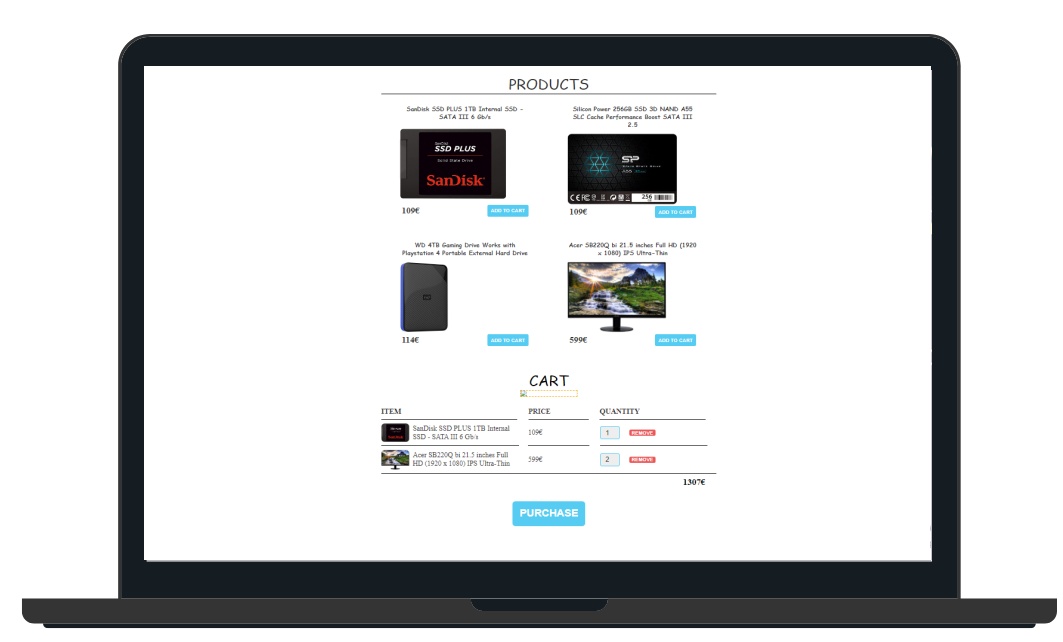 PRODUCTS
SanDisk SSD PLUS 1TB Internal SSD -
SATA III 6 Gb/s
Silicon Power 256GB SSD 3D NAND A55
SLC Cache Performance Boost SATA III
2.5
SanDisk
SSD PLUS
Solid State Drive
SanDisk
SP
A55
256
109€
ADD TO CART
109€
ADD TO CART
WD 4TB Gaming Drive Works with
Playstation 4 Portable External Hard Drive
Acer SB220Q bi 21.5 inches Full HD (1920
x 1080) IPS Ultra-Thin
WD
114€
ADD TO CART
599€
ADD TO CART
CART
ITEM PRICE QUANTITY
SanDisk SSD PLUS 1TB Internal
SSD - SATA III 6 Gb/s
109€
1
REMOVE
Acer SB220Q bi 21.5 inches Full
HD (1920 x 1080) IPS Ultra-Thin
599€
2
REMOVE
1307€
PURCHASE